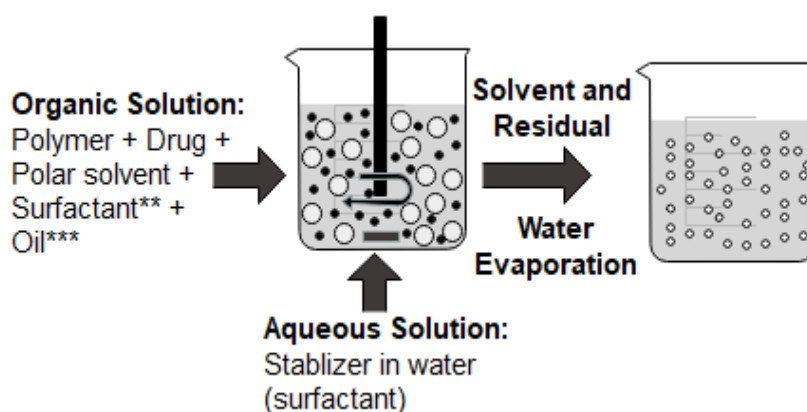 Organic Solution:
Polymer + Drug +
Polar solvent +
Surfactant** +
Oil***
Solvent and
Residual
Water
Evaporation
Aqueous Solution:
Stablizer in water
(surfactant)